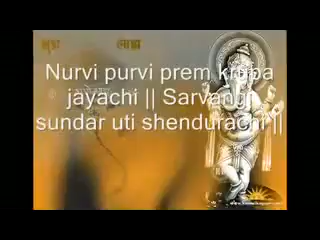 Nurvi purvi prem krupa
jayachi || Sarvangi
sundar uti shendurachi ||